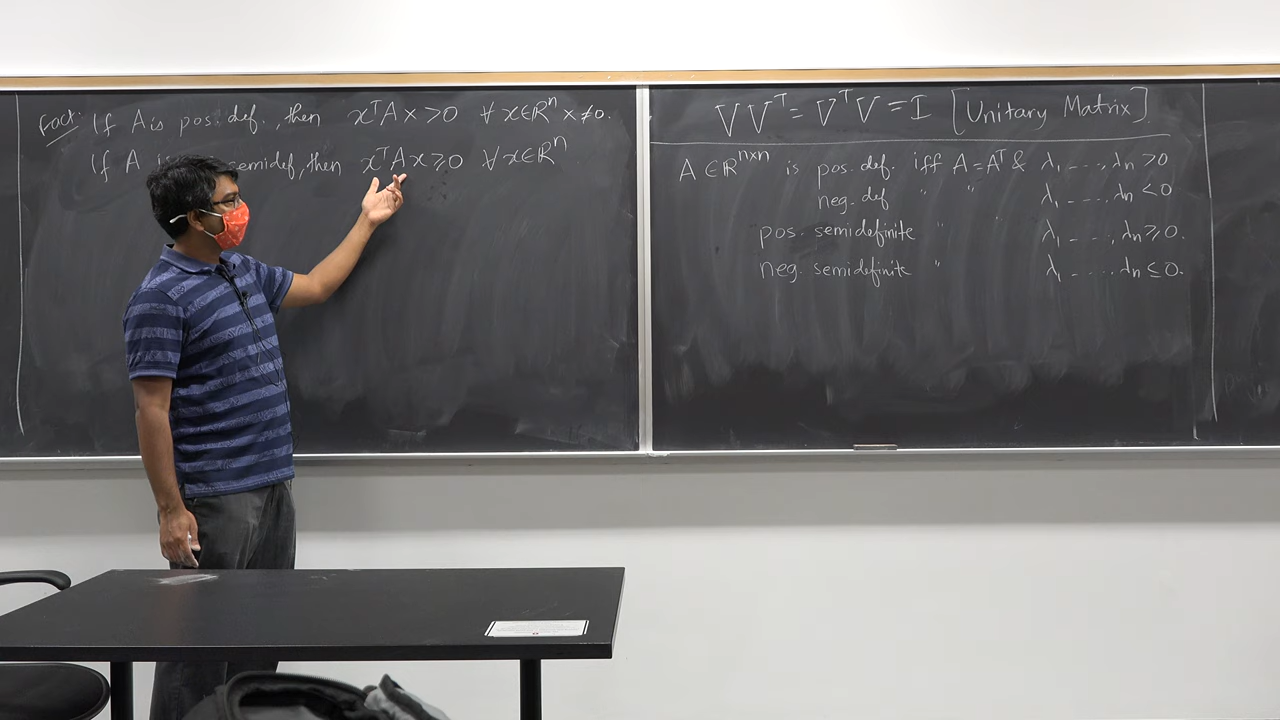 Fact: If A is pos. def., then xᵀAx > 0 ∀ x ∈ ℝⁿ x ≠ 0.
If A semidef, then xᵀAx ≥ 0 ∀ x ∈ ℝⁿ
VVᵀ = VᵀV = I [Unitary Matrix]
A ∈ ℝⁿˣⁿ is pos. def. iff A = Aᵀ & λ₁ ..., λₙ > 0
neg. def " λ₁ ..., λₙ < 0
pos. semidefinite " λ₁ ..., λₙ ≥ 0.
neg. semidefinite " λ₁ ..., λₙ ≤ 0.